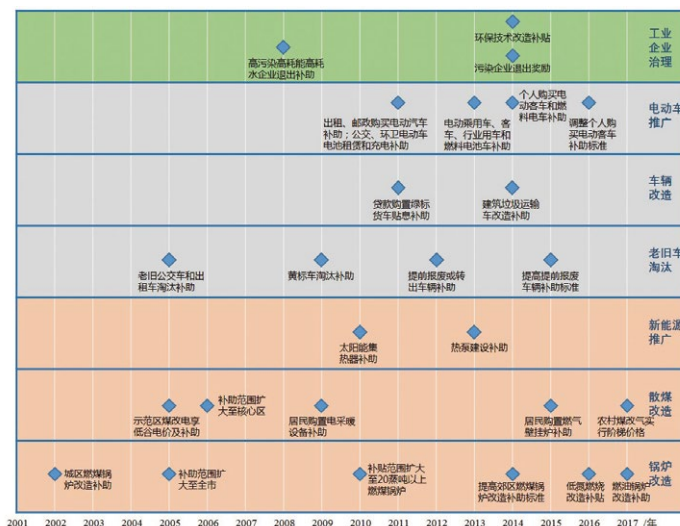 环保技术改造补贴
工业
企业
治理
高污染高耗能高耗
水企业退出补助
污染企业退出奖励
个人购买电
动客车和燃
料电车补助
电动车
推广
出租、邮政购买电动汽车
补助；公交、环卫电动车
电池租赁和充电补助
电动乘用车、客
车、行业用车和
燃料电池车补助
调整个人购
买电动客车
补助标准
车辆
改造
贷款购置绿标
货车贴息补助
建筑垃圾运输
车改造补助
老旧车
淘汰
老旧公交车和出
租车淘汰补助
黄标车淘汰补助
提前报废或转
出车辆补助
提高提前报废
车辆补助标准
新能源
推广
太阳能集
热器补助
热泵建设补助
散煤
改造
补助范围扩
大至核心区
示范区煤改电享
低谷电价及补助
居民购置电采暖
设备补助
居民购置燃气
壁挂炉补助
农村煤改气实
行阶梯价格
锅炉
改造
城区燃煤锅
炉改造补助
补助范围扩
大至全市
补贴范围扩大
至20蒸吨以上
燃煤锅炉
提高郊区燃煤锅
炉改造补助标准
低氮燃烧
改造补贴
燃油锅炉
改造补助
2001 2002 2003 2004 2005 2006 2007 2008 2009 2010 2011 2012 2013 2014 2015 2016 2017 /年